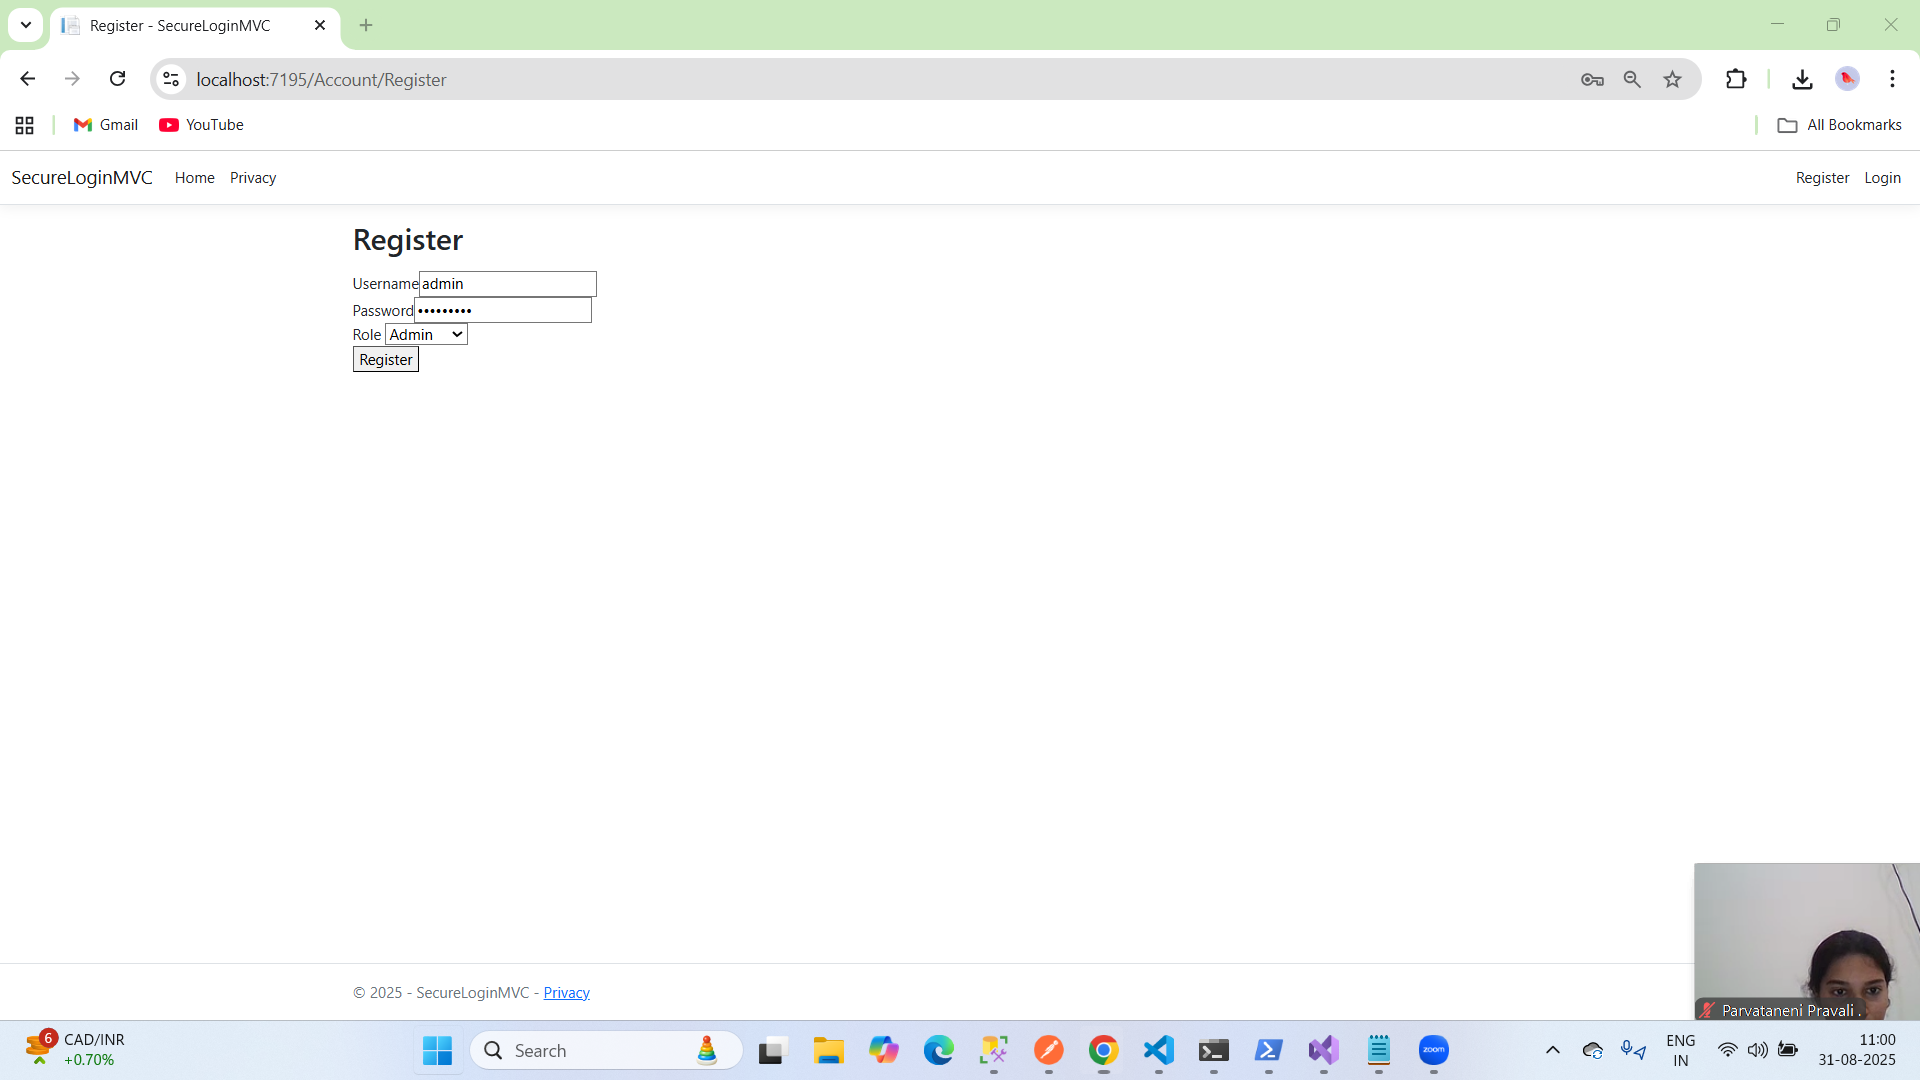 Register - SecureLoginMVC
localhost:7195/Account/Register
Gmail
YouTube
All Bookmarks
SecureLoginMVC
Home
Privacy
Register
Login
Register
Username admin
Password •••••••••
Role Admin
Register
© 2025 - SecureLoginMVC - Privacy
Parvataneni Pravali .
6
CAD/INR
+0.70%
Search
zoom
ENG
IN
11:00
31-08-2025